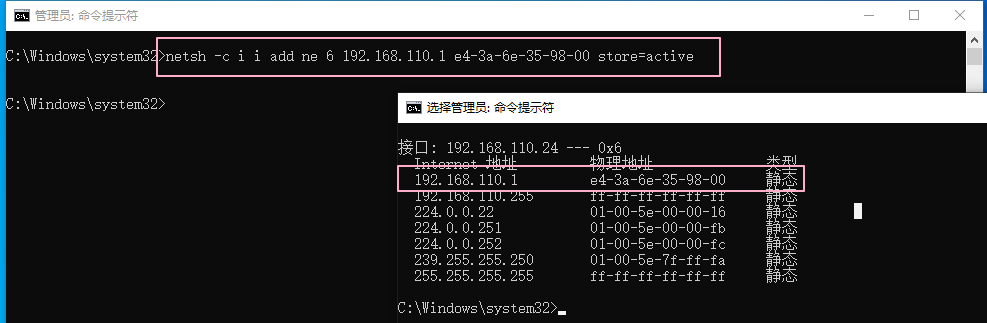 管理员: 命令提示符
C:\Windows\system32>netsh -c i i add ne 6 192.168.110.1 e4-3a-6e-35-98-00 store=active
C:\Windows\system32>
选择管理员: 命令提示符
接口: 192.168.110.24 --- 0x6
Internet 地址 物理地址 类型
192.168.110.1 e4-3a-6e-35-98-00 静态
192.168.110.255 ff-ff-ff-ff-ff-ff 静态
224.0.0.22 01-00-5e-00-00-16 静态
224.0.0.251 01-00-5e-00-00-fb 静态
224.0.0.252 01-00-5e-00-00-fc 静态
239.255.255.250 01-00-5e-7f-ff-fa 静态
255.255.255.255 ff-ff-ff-ff-ff-ff 静态
C:\Windows\system32>